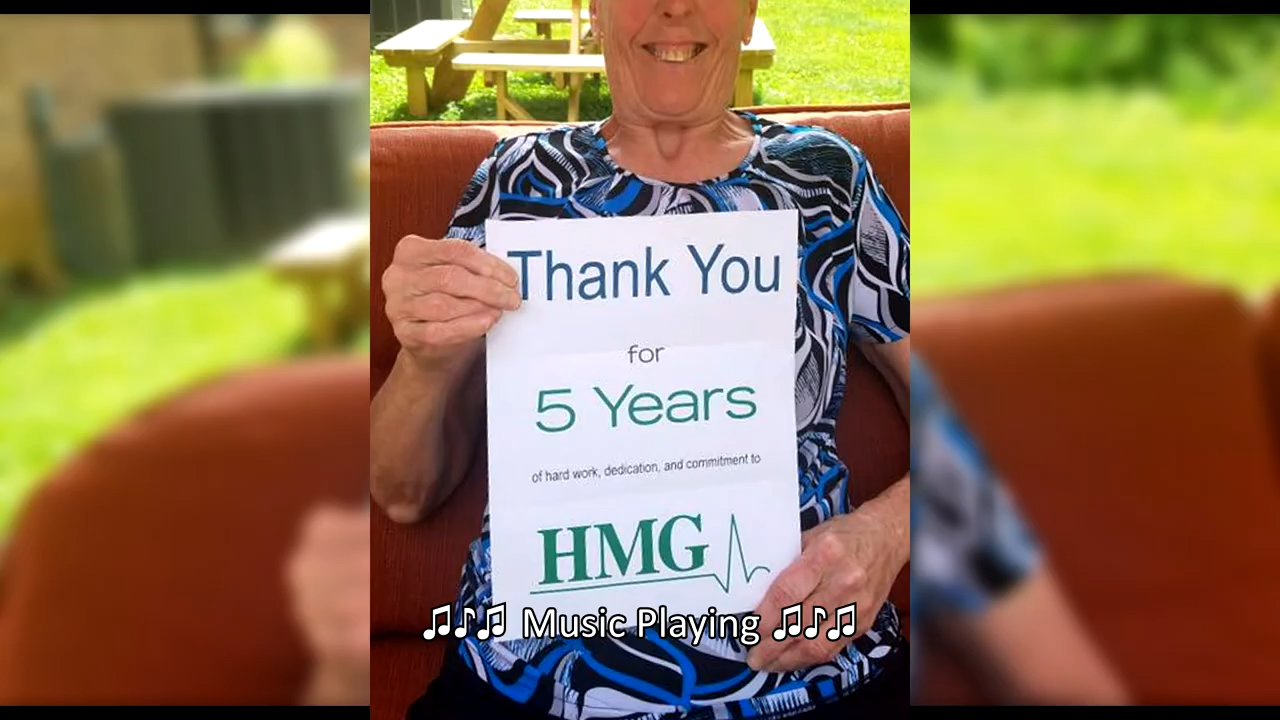 Thank You
for
5 Years
of hard work, dedication, and commitment to
HMG
♫♪♫ Music Playing ♫♪♫